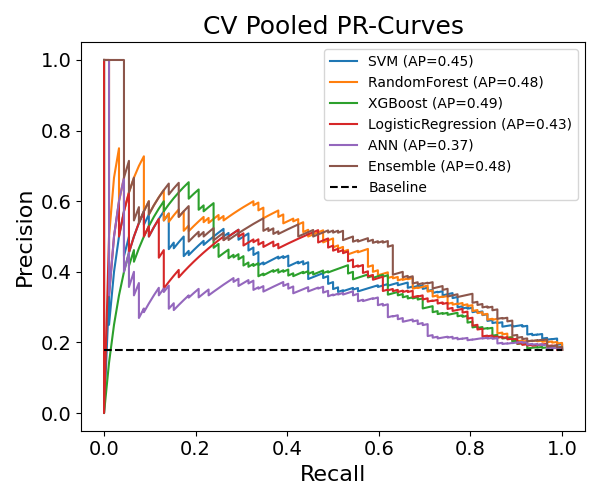 CV Pooled PR-Curves
SVM (AP=0.45)
RandomForest (AP=0.48)
XGBoost (AP=0.49)
LogisticRegression (AP=0.43)
ANN (AP=0.37)
Ensemble (AP=0.48)
Baseline
Precision
1.0
0.8
0.6
0.4
0.2
0.0
0.0 0.2 0.4 0.6 0.8 1.0
Recall